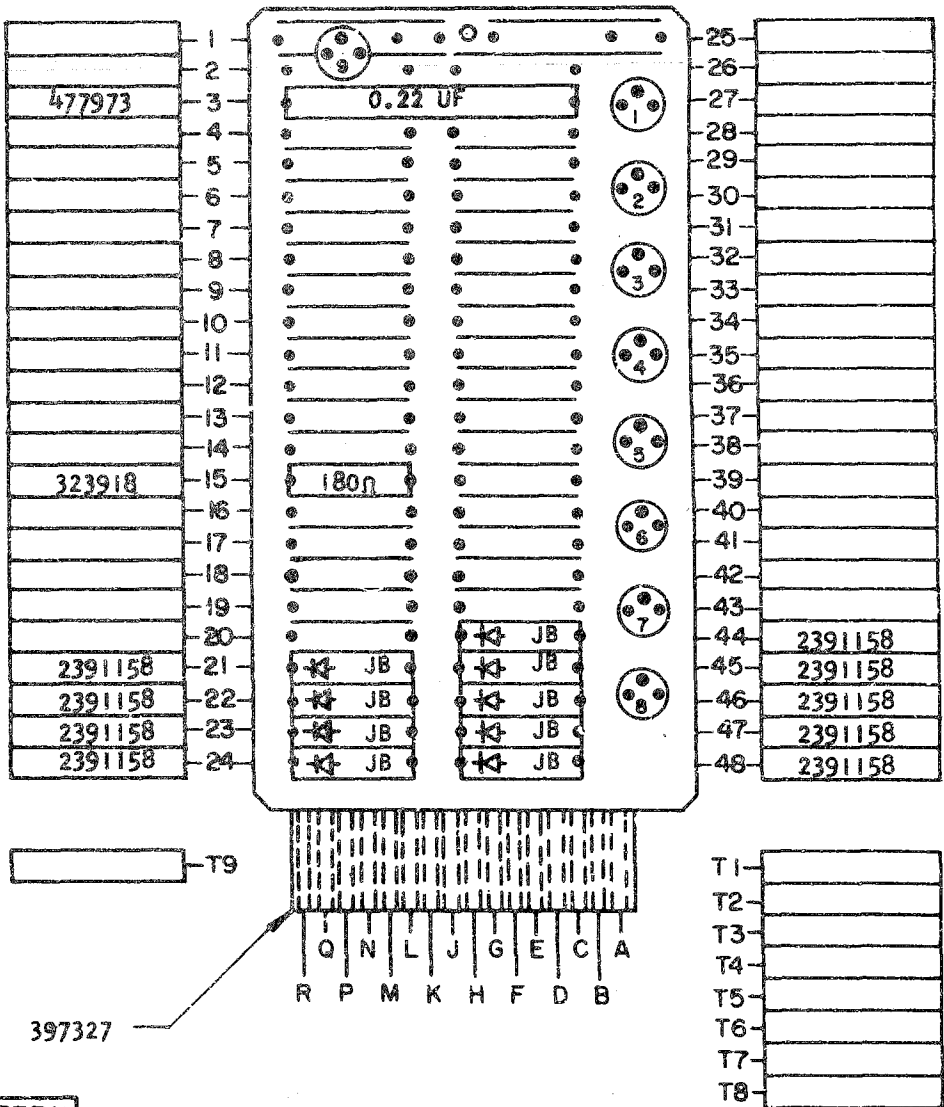 1 9 25
2 26
477973 3 0.22 UF 27 1
4 28
5 29
6 30 2
7 31
8 32
9 33 3
10 34
11 35 4
12 36
13 37
14 38 5
323918 15 180Ω 39
16 40
17 41 6
18 42
19 43 7
20 JB 44 2391158
2391158 21 JB JB 45 2391158
2391158 22 JB JB 8 46 2391158
2391158 23 JB JB 47 2391158
2391158 24 JB JB 48 2391158
T9 T1
T2
T3
Q N L J G E C A
T4
R P M K H F D B
T5
397327
T6
T7
T8